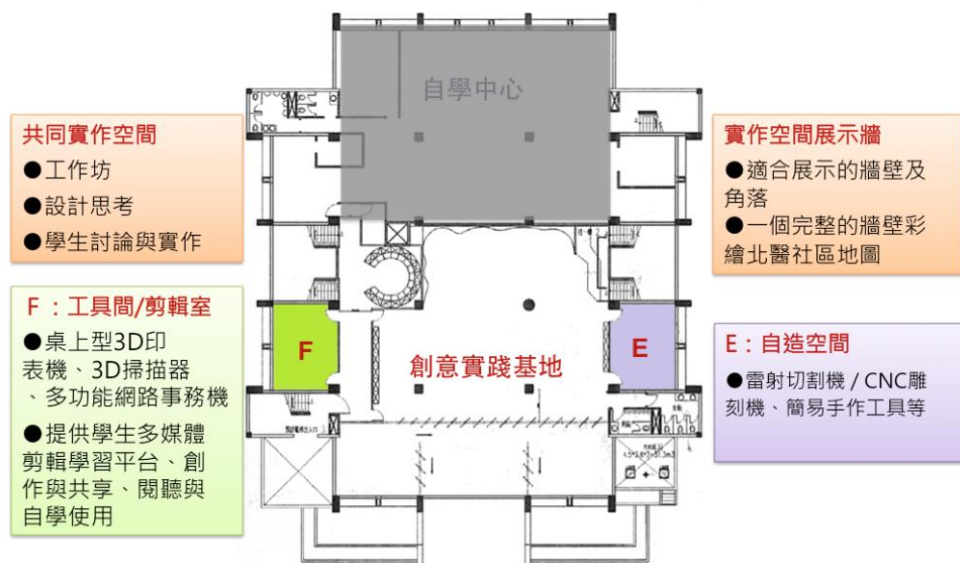 自學中心
共同實作空間
●工作坊
●設計思考
●學生討論與實作
F：工具間/剪輯室
●桌上型3D印
表機、3D掃描器
、多功能網路事務機
●提供學生多媒體
剪輯學習平台、創
作與共享、閱聽與
自學使用
F
創意實踐基地
E
實作空間展示牆
●適合展示的牆壁及
角落
●一個完整的牆壁彩
繪北醫社區地圖
E：自造空間
●雷射切割機 / CNC雕
刻機、簡易手作工具等